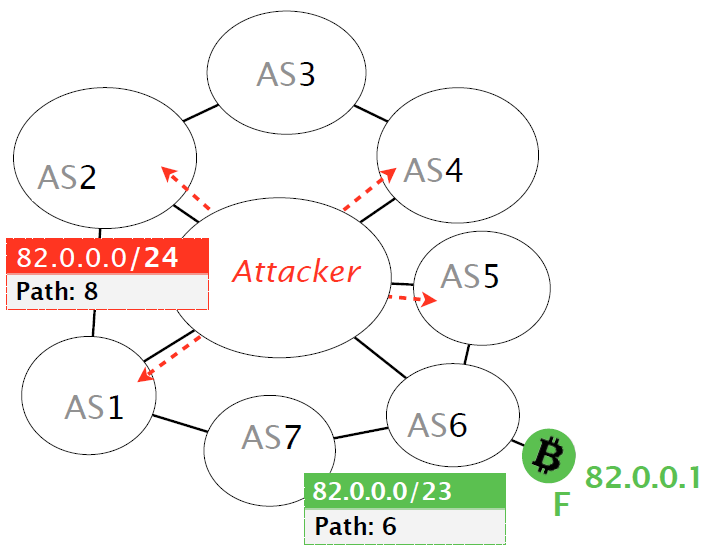 AS3
AS4
AS2
82.0.0.0/24
Path: 8
Attacker
AS5
AS1
AS7
AS6
82.0.0.0/23
Path: 6
82.0.0.1
F